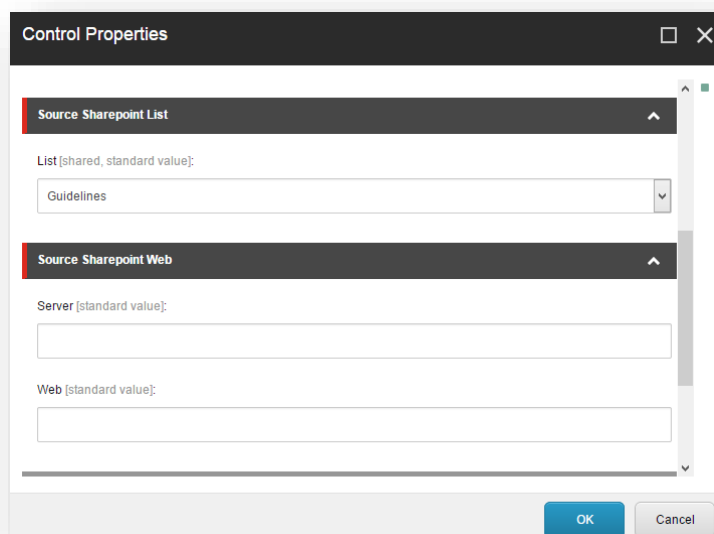 Control Properties
Source Sharepoint List
List [shared, standard value]:
Guidelines
Source Sharepoint Web
Server [standard value]:
Web [standard value]:
OK
Cancel